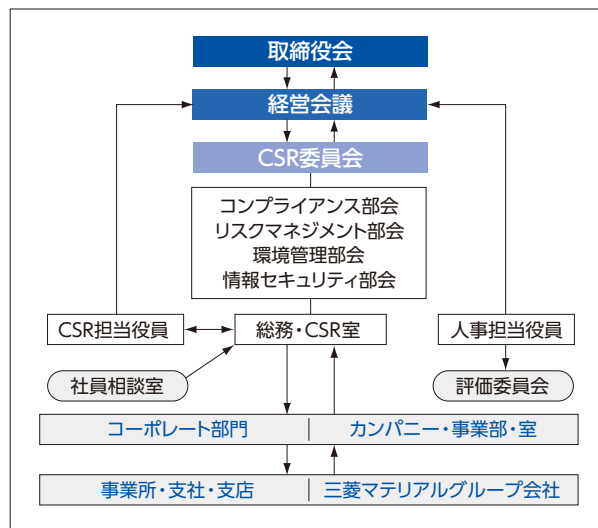 取締役会
経営会議
CSR委員会
コンプライアンス部会
リスクマネジメント部会
環境管理部会
情報セキュリティ部会
CSR担当役員
総務・CSR室
人事担当役員
社員相談室
評価委員会
コーポレート部門
カンパニー・事業部・室
事業所・支社・支店
三菱マテリアルグループ会社